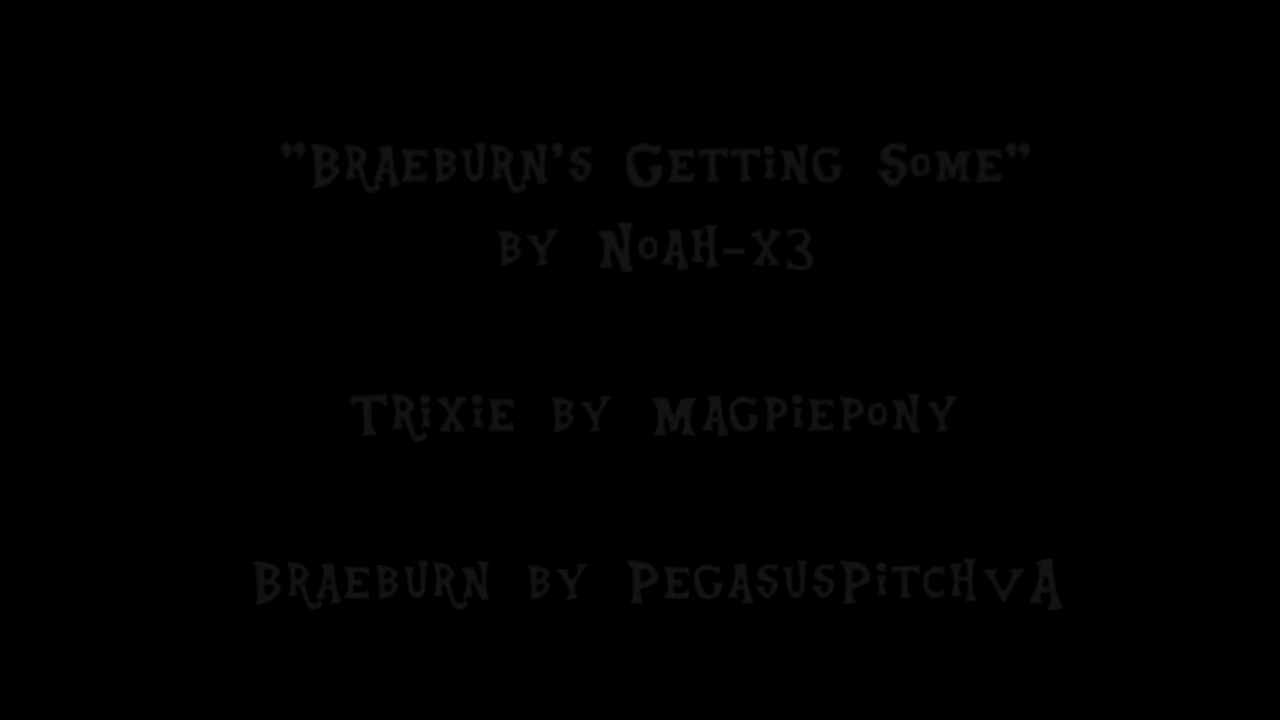 "Braeburn's Getting Some"
by Noah-x3
Trixie by Magpiepony
Braeburn by PegasusPitchVA